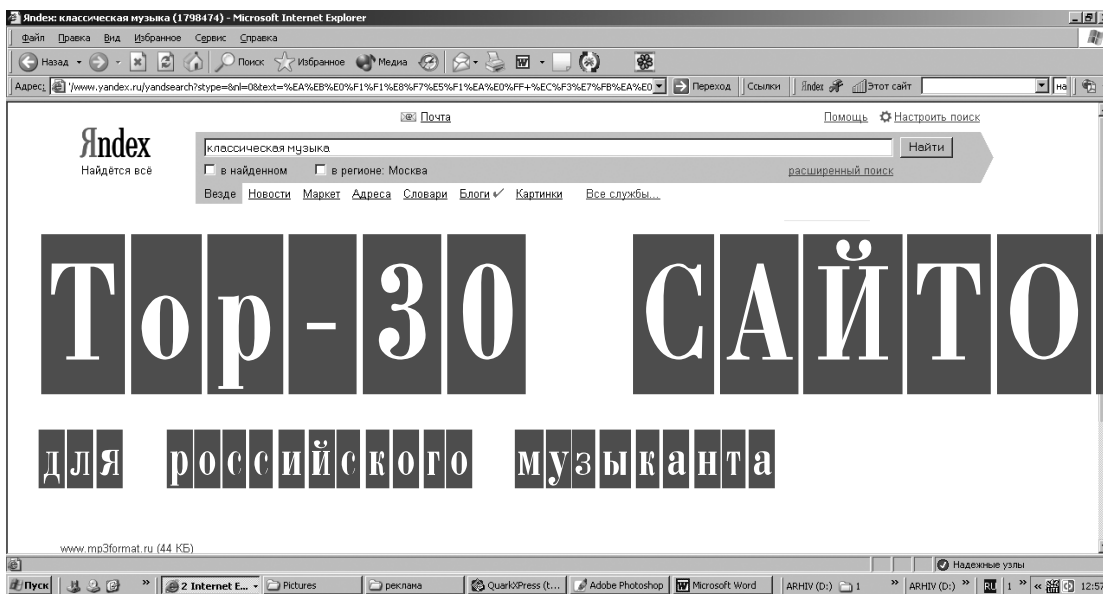 Яndex: классическая музыка (1798474) - Microsoft Internet Explorer
Файл Правка Вид Избранное Сервис Справка
Назад Поиск Избранное Медиа
Адрес: '/www.yandex.ru/yandsearch?stype=&nl=0&text=%EA%EB%E0%F1%F1%E8%F7%E5%F1%EA%E0%FF+%EC%F3%E7%FB%EA%E0 Переход Ссылки Яndex Этот сайт на
Почта Помощь Настроить поиск
Яndex классическая музыка Найти
Найдётся всё в найденном в регионе: Москва расширенный поиск
Везде Новости Маркет Адреса Словари Блоги Картинки Все службы...
Top-30 САЙТО
для российского музыканта
www.mp3format.ru (44 КБ)
Надежные узлы
Пуск » 2 Internet E... Pictures реклама QuarkXPress (t... Adobe Photoshop Microsoft Word ARHIV (D:) 1 » ARHIV (D:) » RU 1 » « 12:57